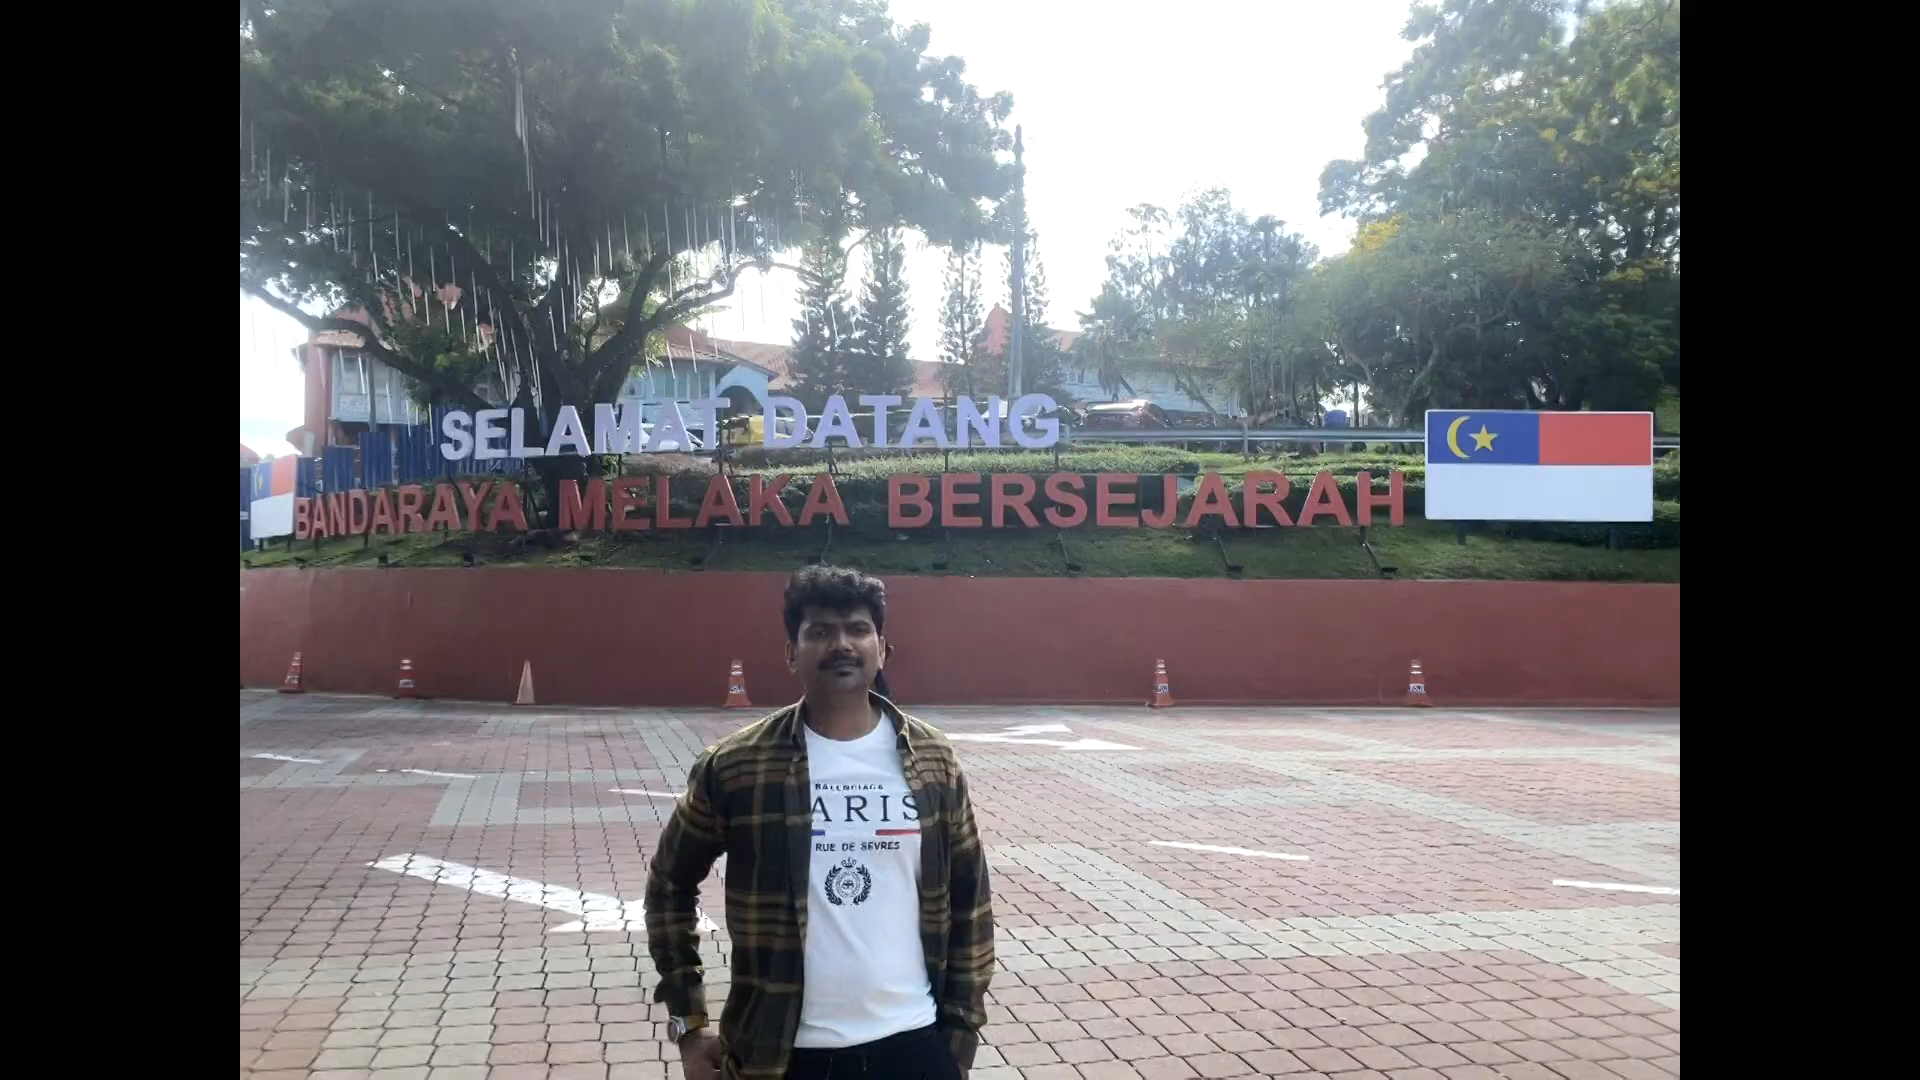 SELAMAT DATANG
BANDARAYA MELAKA BERSEJARAH
BALENCIAGA
ARIS
RUE DE SEVRES